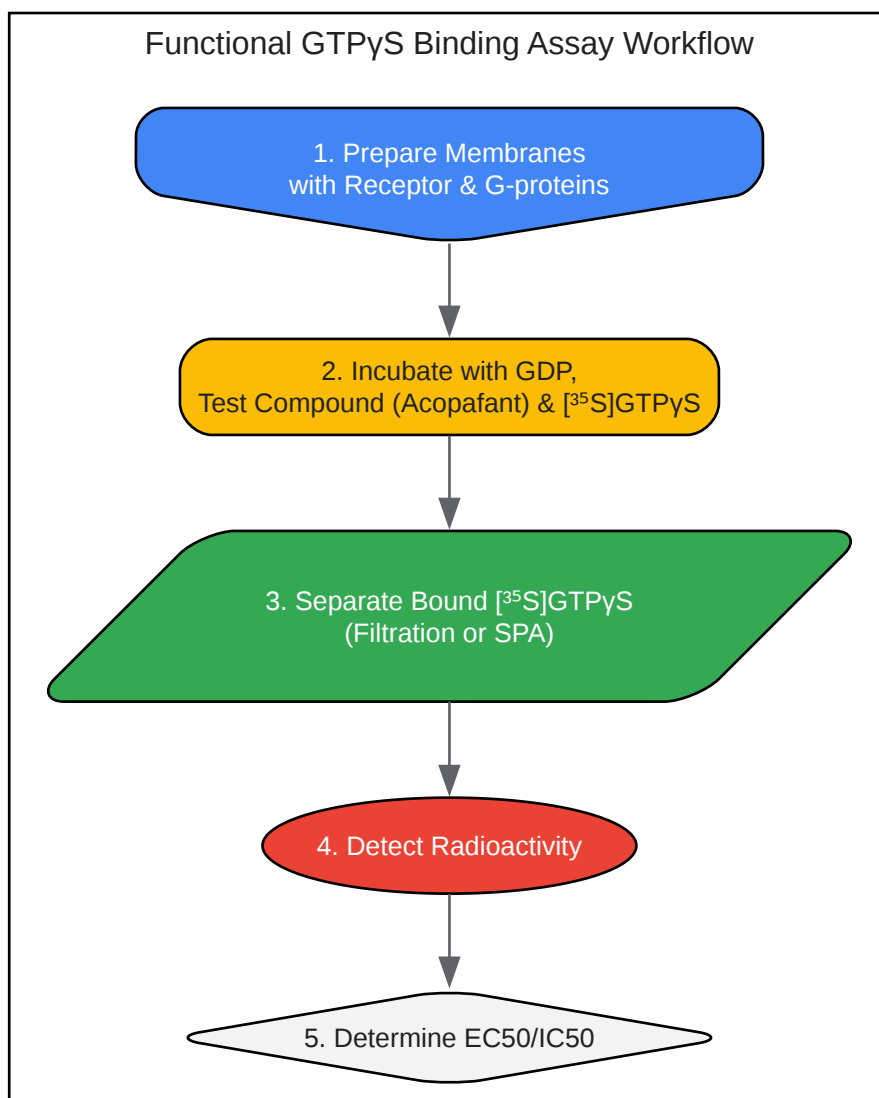 Functional GTPγS Binding Assay Workflow
1. Prepare Membranes
with Receptor & G-proteins
2. Incubate with GDP,
Test Compound (Acopafant) & [³⁵S]GTPγS
3. Separate Bound [³⁵S]GTPγS
(Filtration or SPA)
4. Detect Radioactivity
5. Determine EC50/IC50